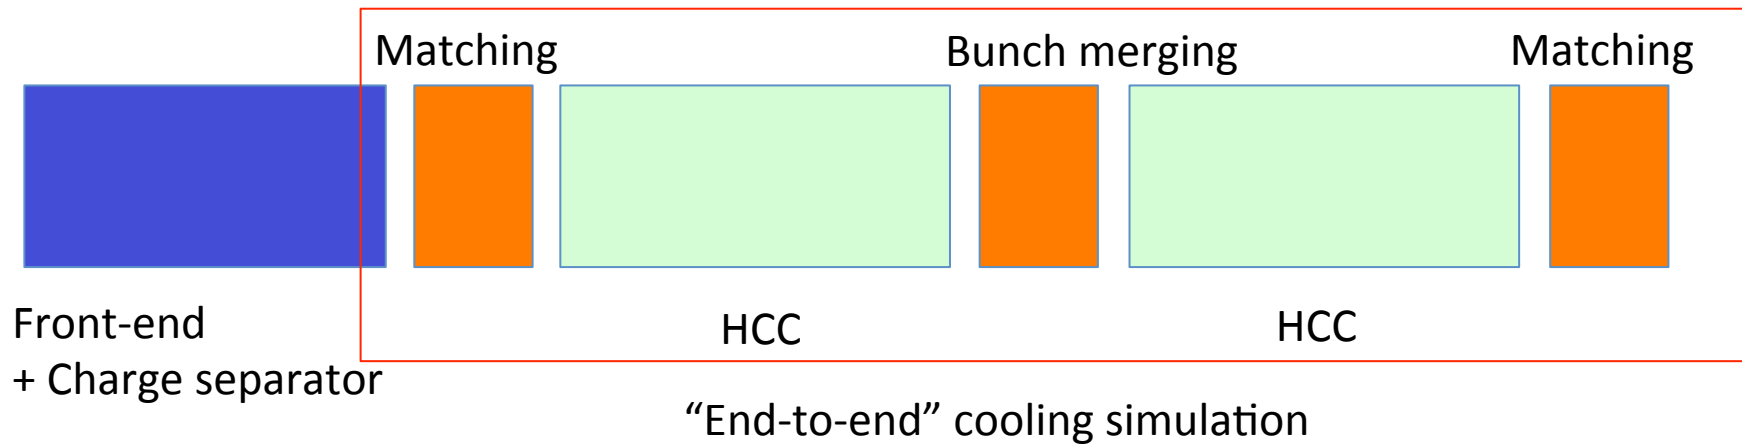 Matching
Bunch merging
Matching
Front-end
+ Charge separator
HCC
HCC
“End-to-end” cooling simulation